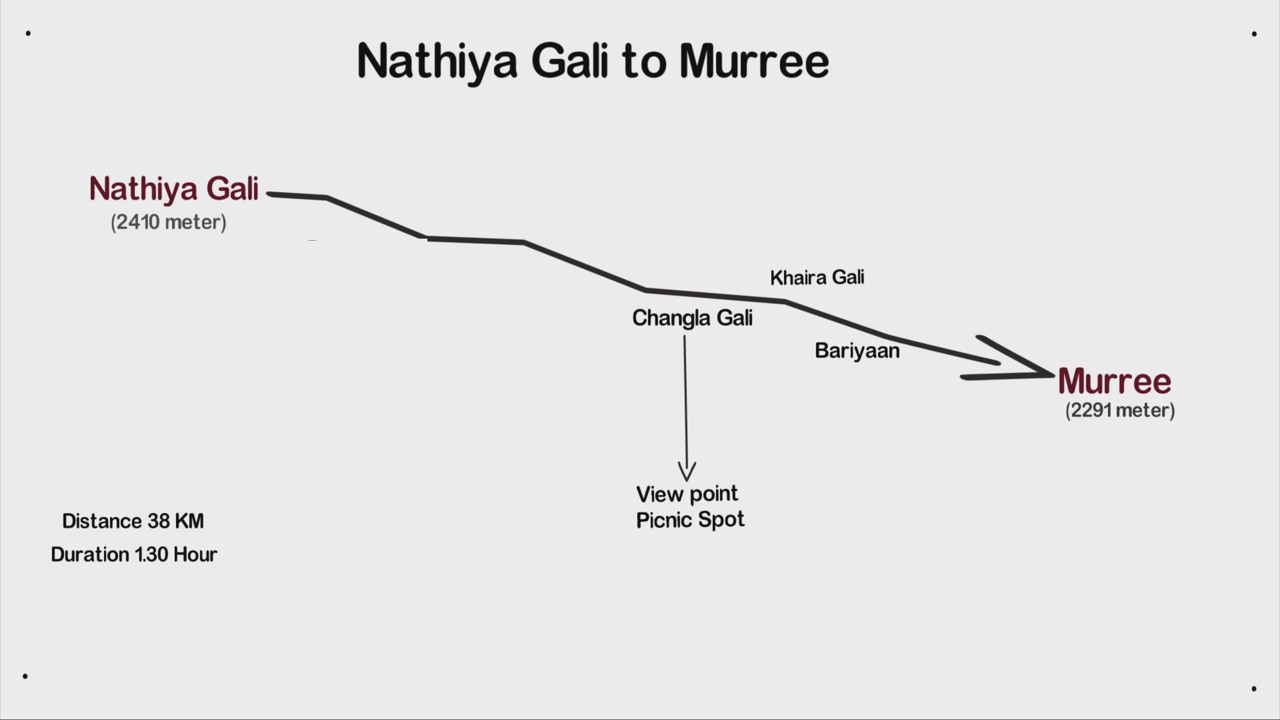 Nathiya Gali to Murree
Nathiya Gali
(2410 meter)
Khaira Gali
Changla Gali
Bariyaan
Murree
(2291 meter)
View point
Picnic Spot
Distance 38 KM
Duration 1.30 Hour